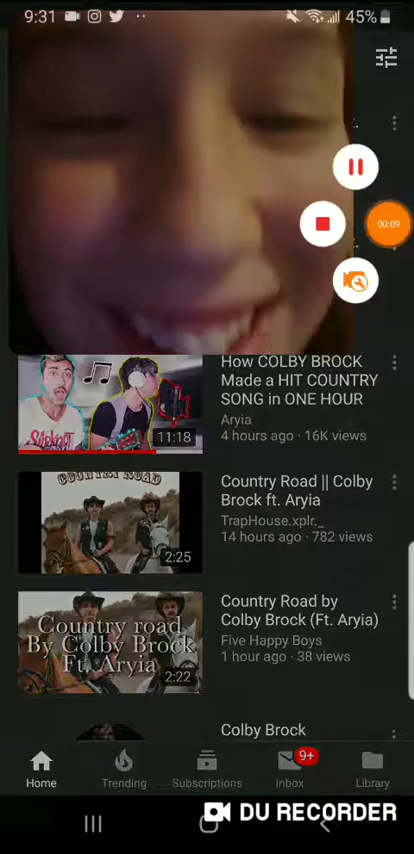 9:31
45%
00:09
SlipKnoT
11:18
How COLBY BROCK
Made a HIT COUNTRY
SONG in ONE HOUR
Aryia
4 hours ago · 16K views
COUNTRY ROAD
2:25
Country Road || Colby
Brock ft. Aryia
TrapHouse.xplr._
14 hours ago · 782 views
Country road
By Colby Brock
Ft. Aryia
2:22
Country Road by
Colby Brock (Ft. Aryia)
Five Happy Boys
1 hour ago · 38 views
Colby Brock
9+
Home
Trending
Subscriptions
Inbox
Library
DU RECORDER